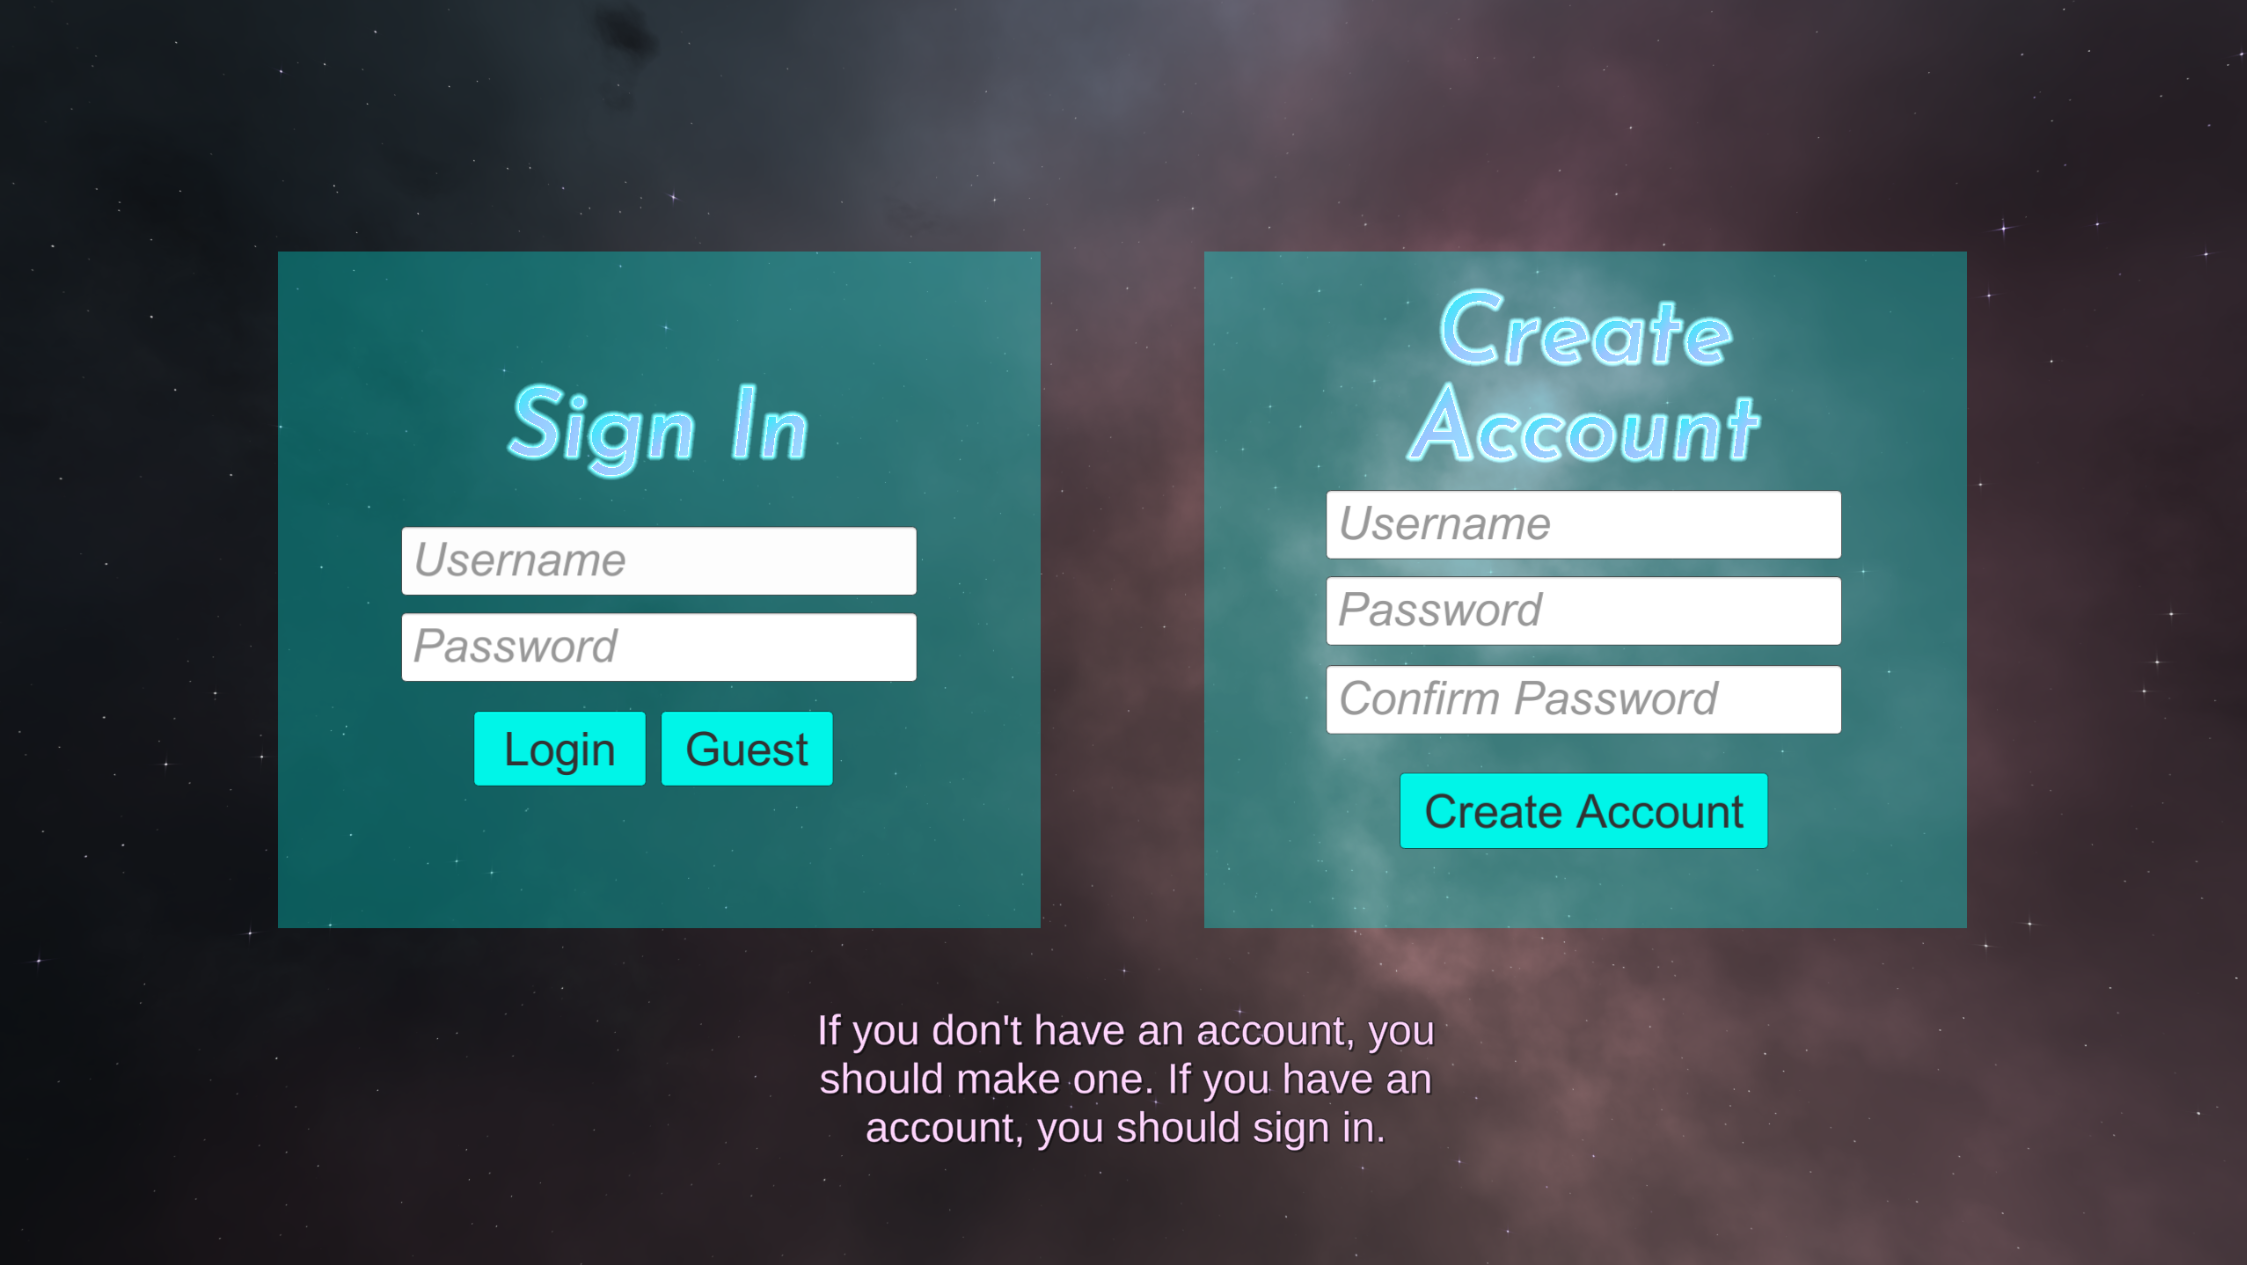 Sign In
Username
Password
Login
Guest
Create
Account
Username
Password
Confirm Password
Create Account
If you don't have an account, you
should make one. If you have an
account, you should sign in.